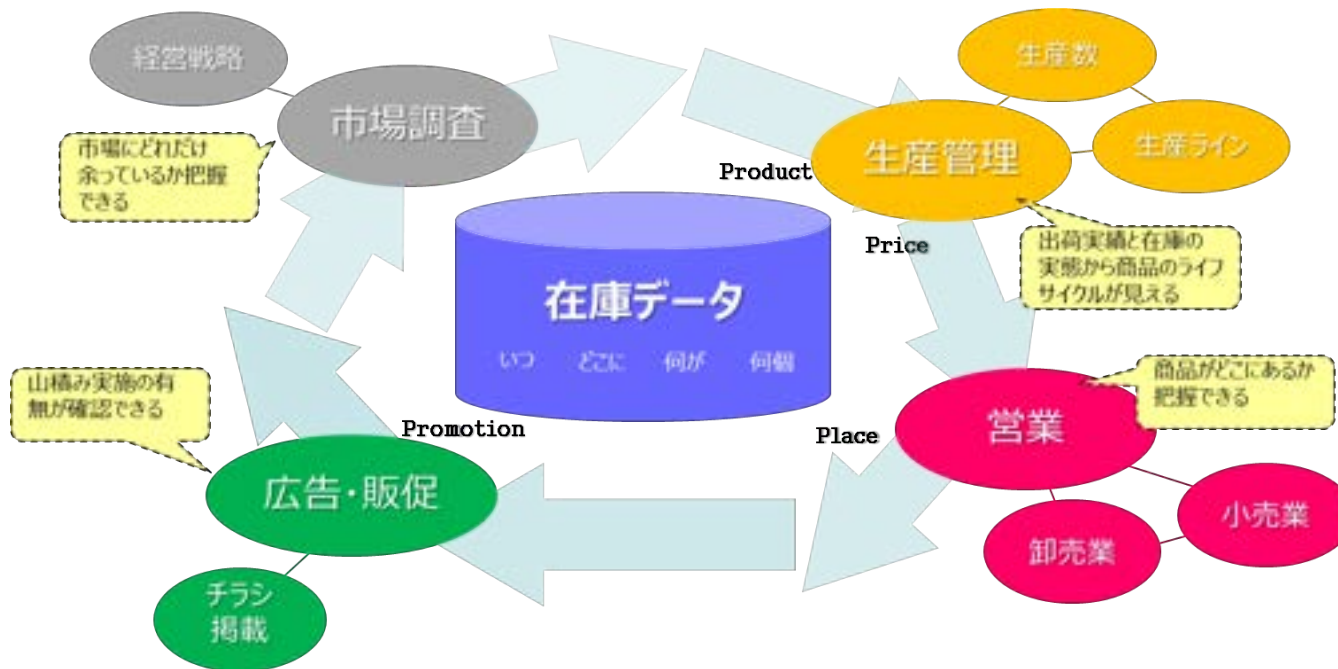 経営戦略
市場調査
市場にどれだけ
余っているか把握
できる
生産数
生産ライン
生産管理
Product
Price
出荷実績と在庫の
実態から商品のライフ
サイクルが見える
在庫データ
いつ どこに 何が 何個
商品がどこにあるか
把握できる
営業
Place
小売業
卸売業
山積み実施の有
無が確認できる
Promotion
広告・販促
チラシ
掲載